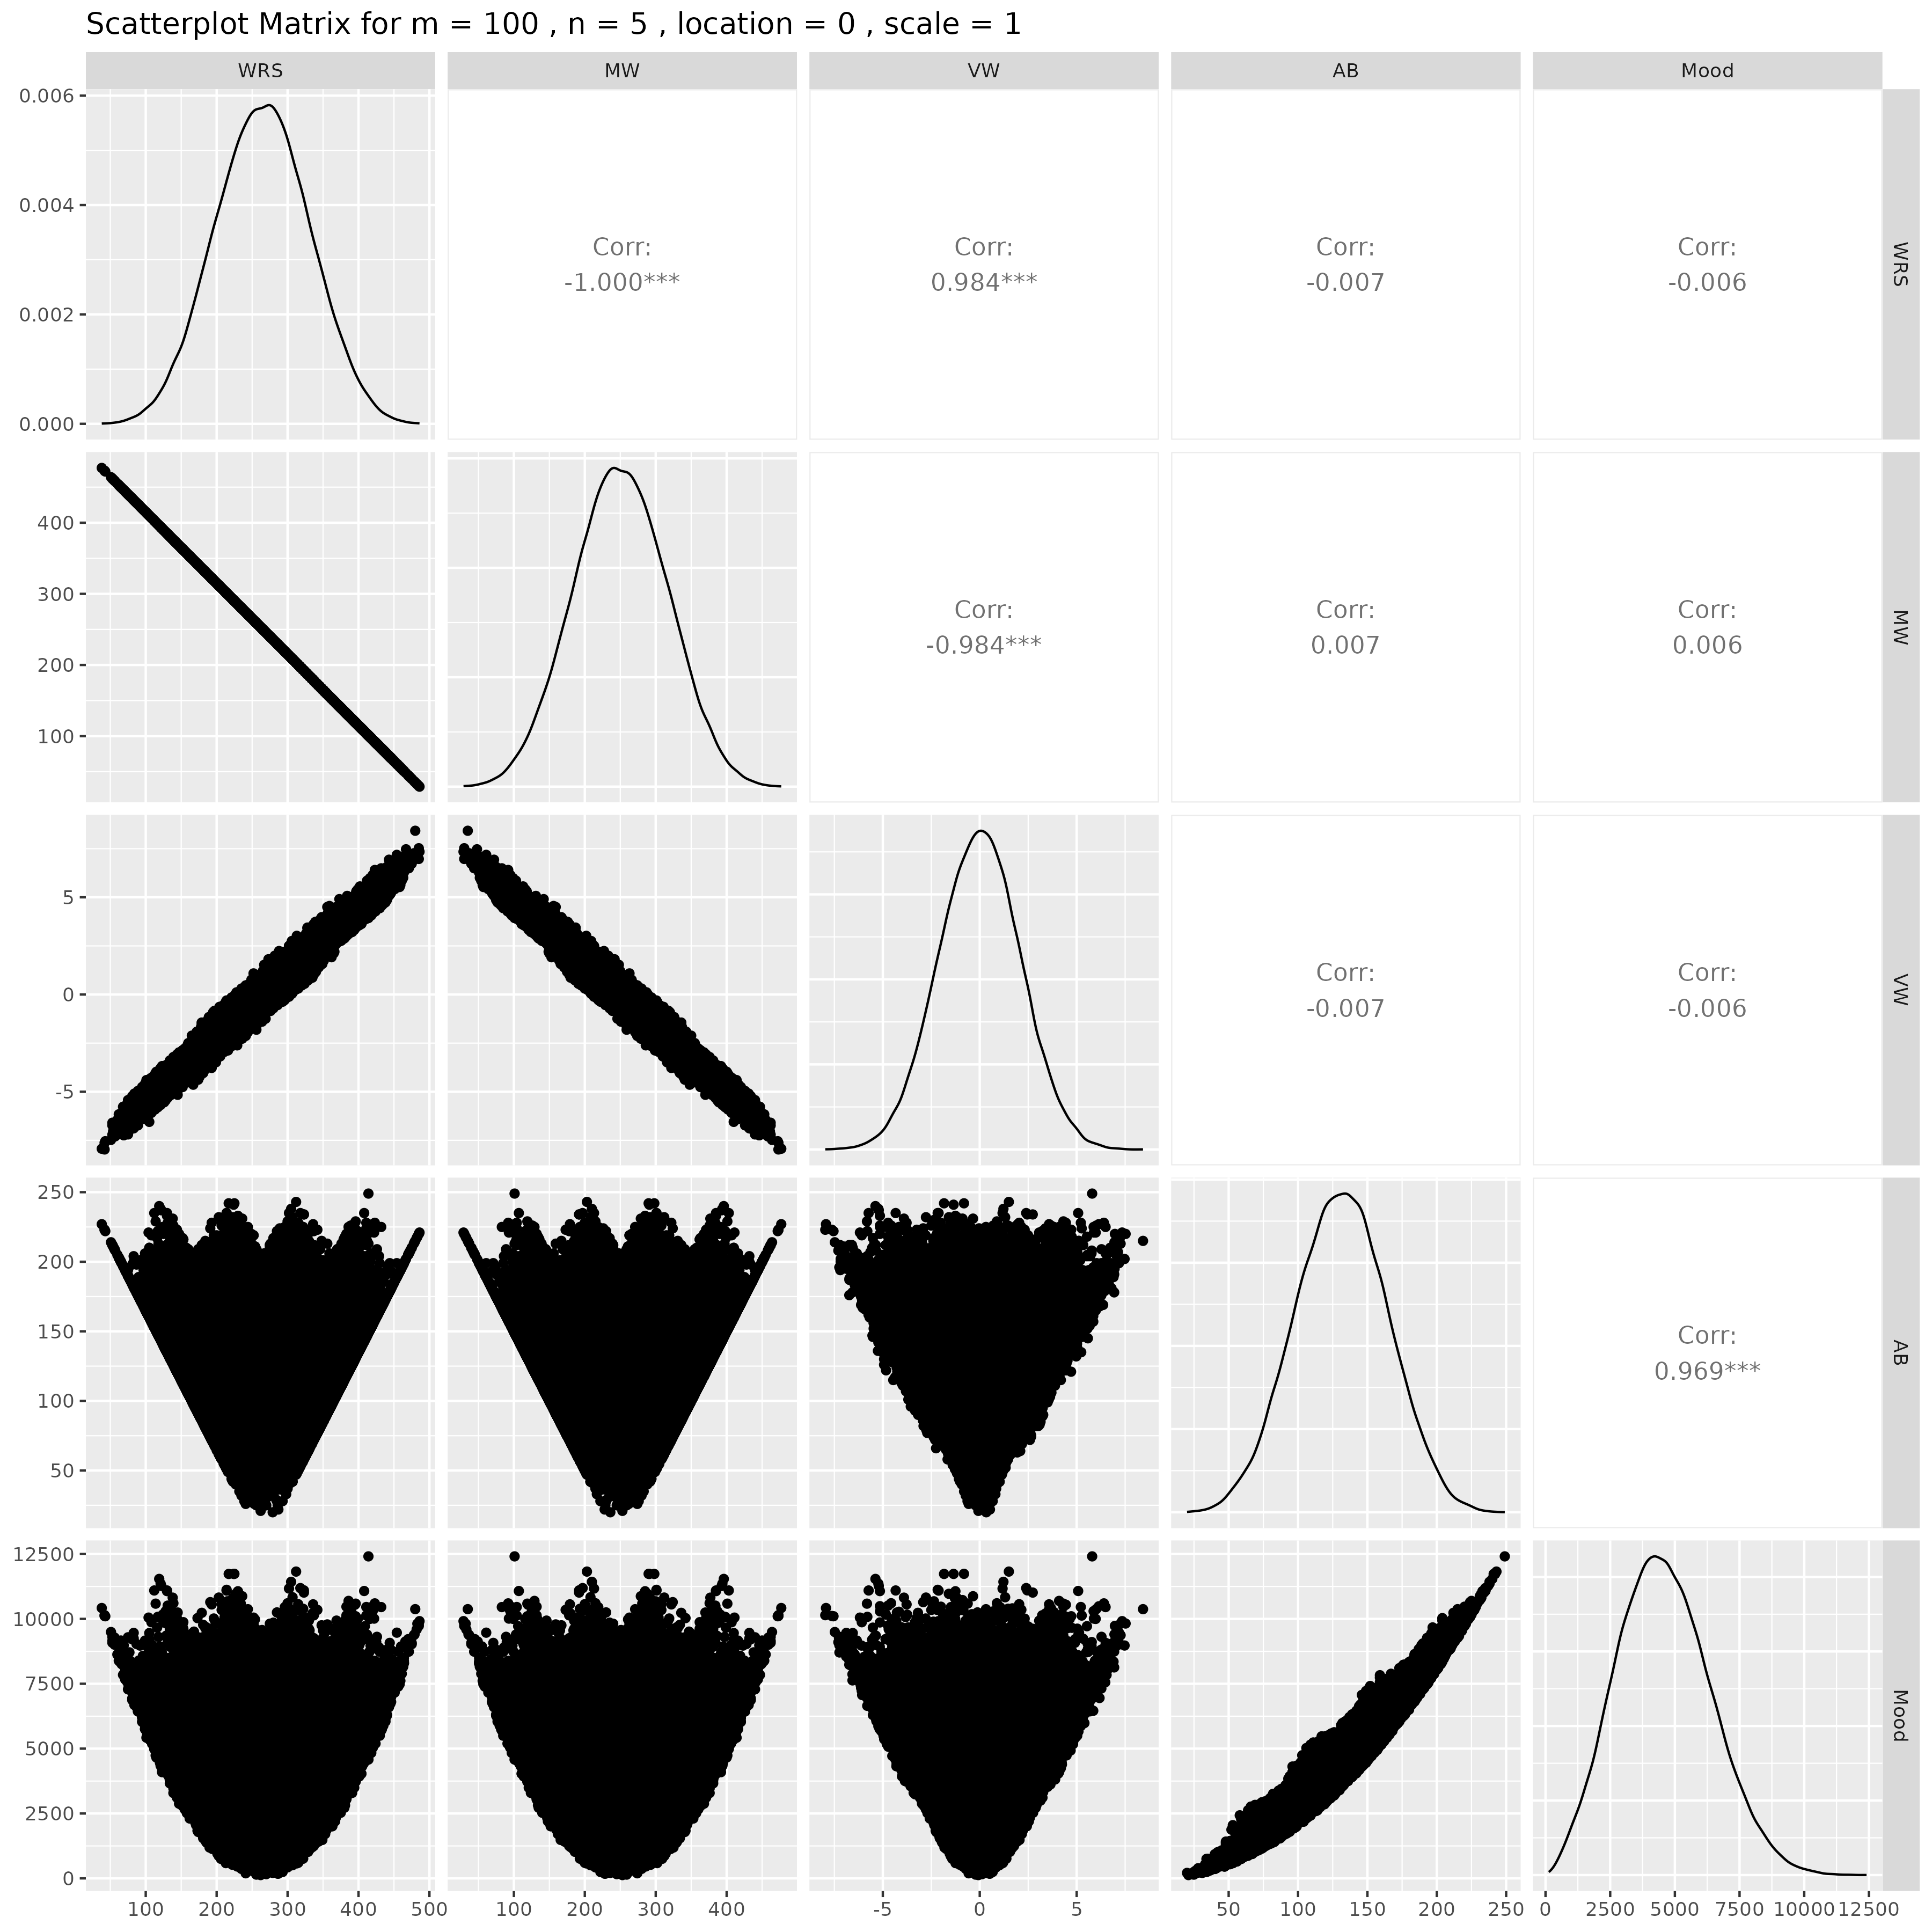 Scatterplot Matrix for m = 100 , n = 5 , location = 0 , scale = 1
WRS
MW
VW
AB
Mood
0.006
0.004
0.002
0.000
Corr:
-1.000***
Corr:
0.984***
Corr:
-0.007
Corr:
-0.006
WRS
400
300
200
100
Corr:
-0.984***
Corr:
0.007
Corr:
0.006
MW
5
0
-5
Corr:
-0.007
Corr:
-0.006
VW
250
200
150
100
50
Corr:
0.969***
AB
12500
10000
7500
5000
2500
0
Mood
100 200 300 400 500
100 200 300 400
-5 0 5
50 100 150 200 250
0 2500 5000 7500 10000 12500